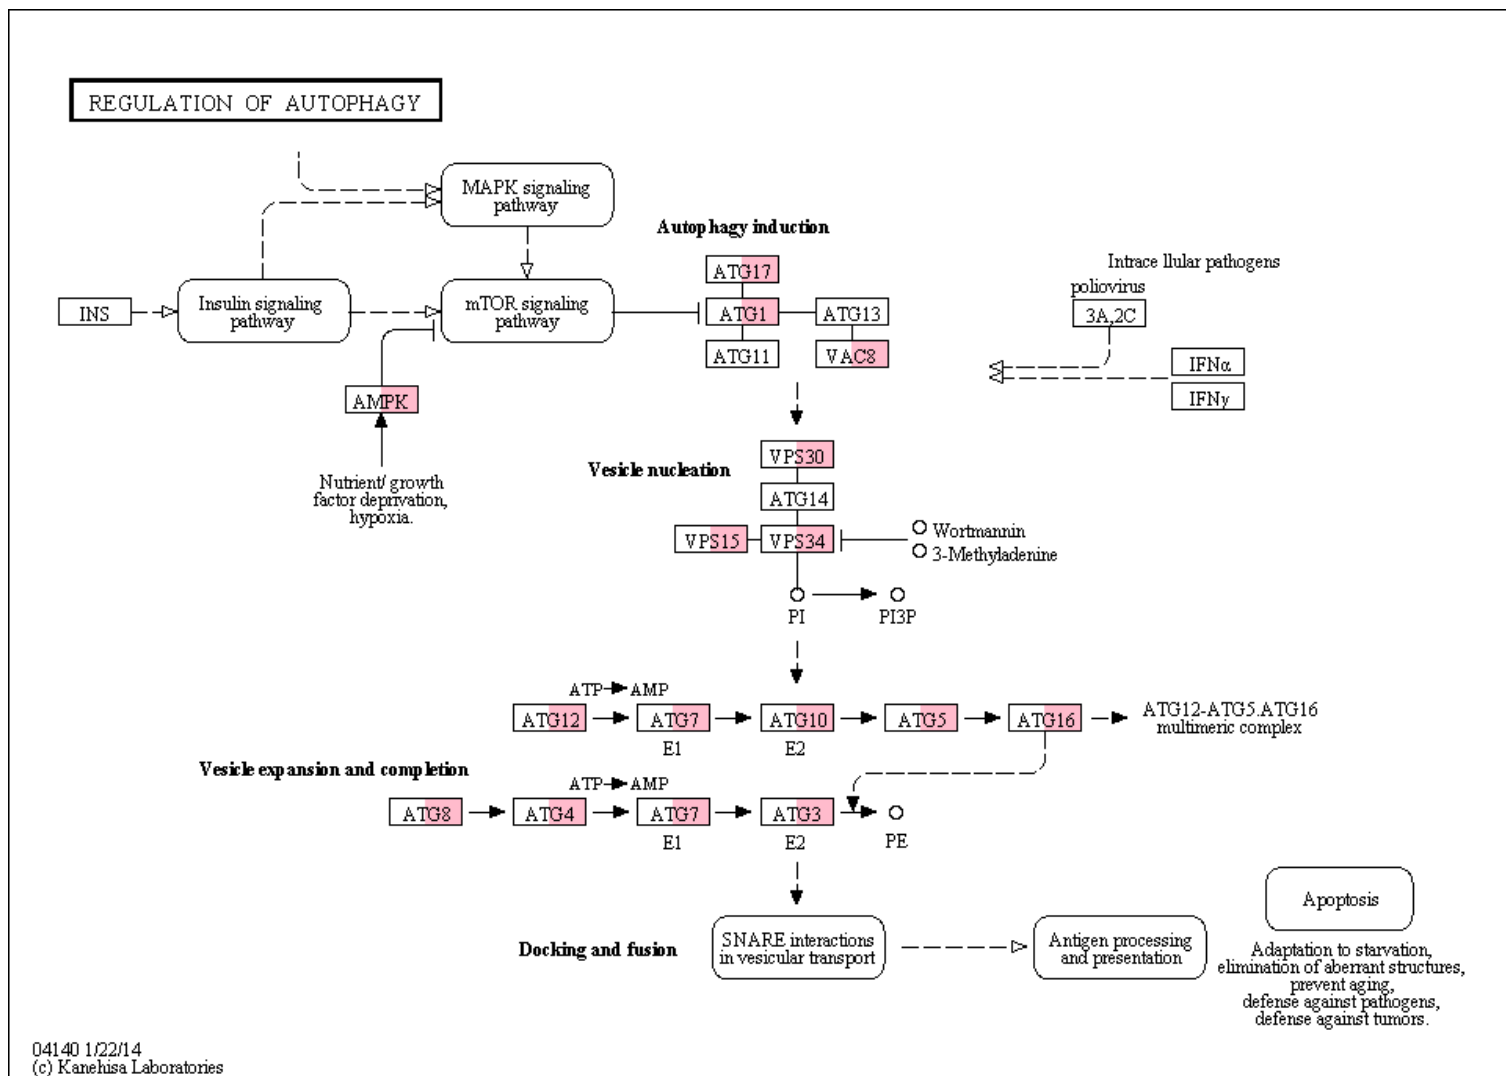 REGULATION OF AUTOPHAGY
MAPK signaling
pathway
Autophagy induction
ATG17
Intrace llular pathogens
poliovirus
INS
Insulin signaling
pathway
mTOR signaling
pathway
ATG1
ATG13
3A,2C
ATG11
VAC8
IFNα
IFNγ
AMPK
Nutrient/ growth
factor deprivation,
hypoxia.
Vesicle nucleation
VPS30
ATG14
VPS15
VPS34
Wortmannin
3-Methyladenine
PI
PI3P
ATP AMP
ATG12
ATG7
ATG10
ATG5
ATG16
ATG12-ATG5.ATG16
multimeric complex
E1
E2
Vesicle expansion and completion
ATP AMP
ATG8
ATG4
ATG7
ATG3
E1
E2
PE
Docking and fusion
SNARE interactions
in vesicular transport
Antigen processing
and presentation
Apoptosis
Adaptation to starvation,
elimination of aberrant structures,
prevent aging,
defense against pathogens,
defense against tumors.
04140 1/22/14
(c) Kanehisa Laboratories